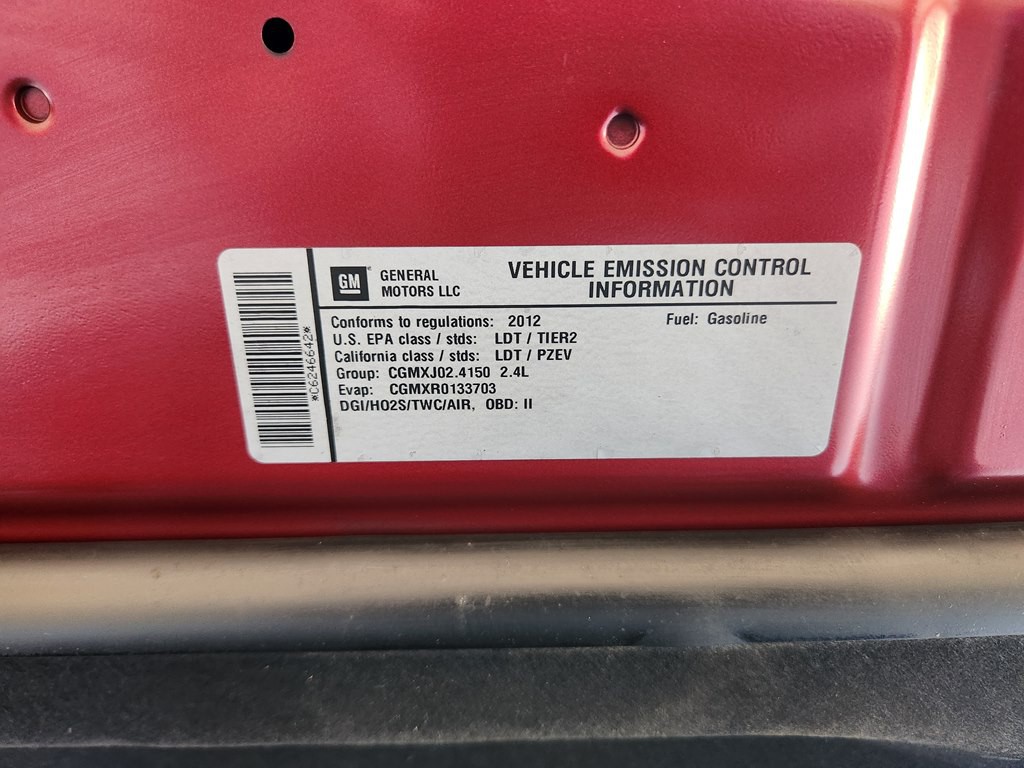 *C6246642*
GM
GENERAL
MOTORS LLC
VEHICLE EMISSION CONTROL
INFORMATION
Conforms to regulations: 2012 Fuel: Gasoline
U.S. EPA class / stds: LDT / TIER2
California class / stds: LDT / PZEV
Group: CGMXJ02.4150 2.4L
Evap: CGMXR0133703
DGI/HO2S/TWC/AIR, OBD: II